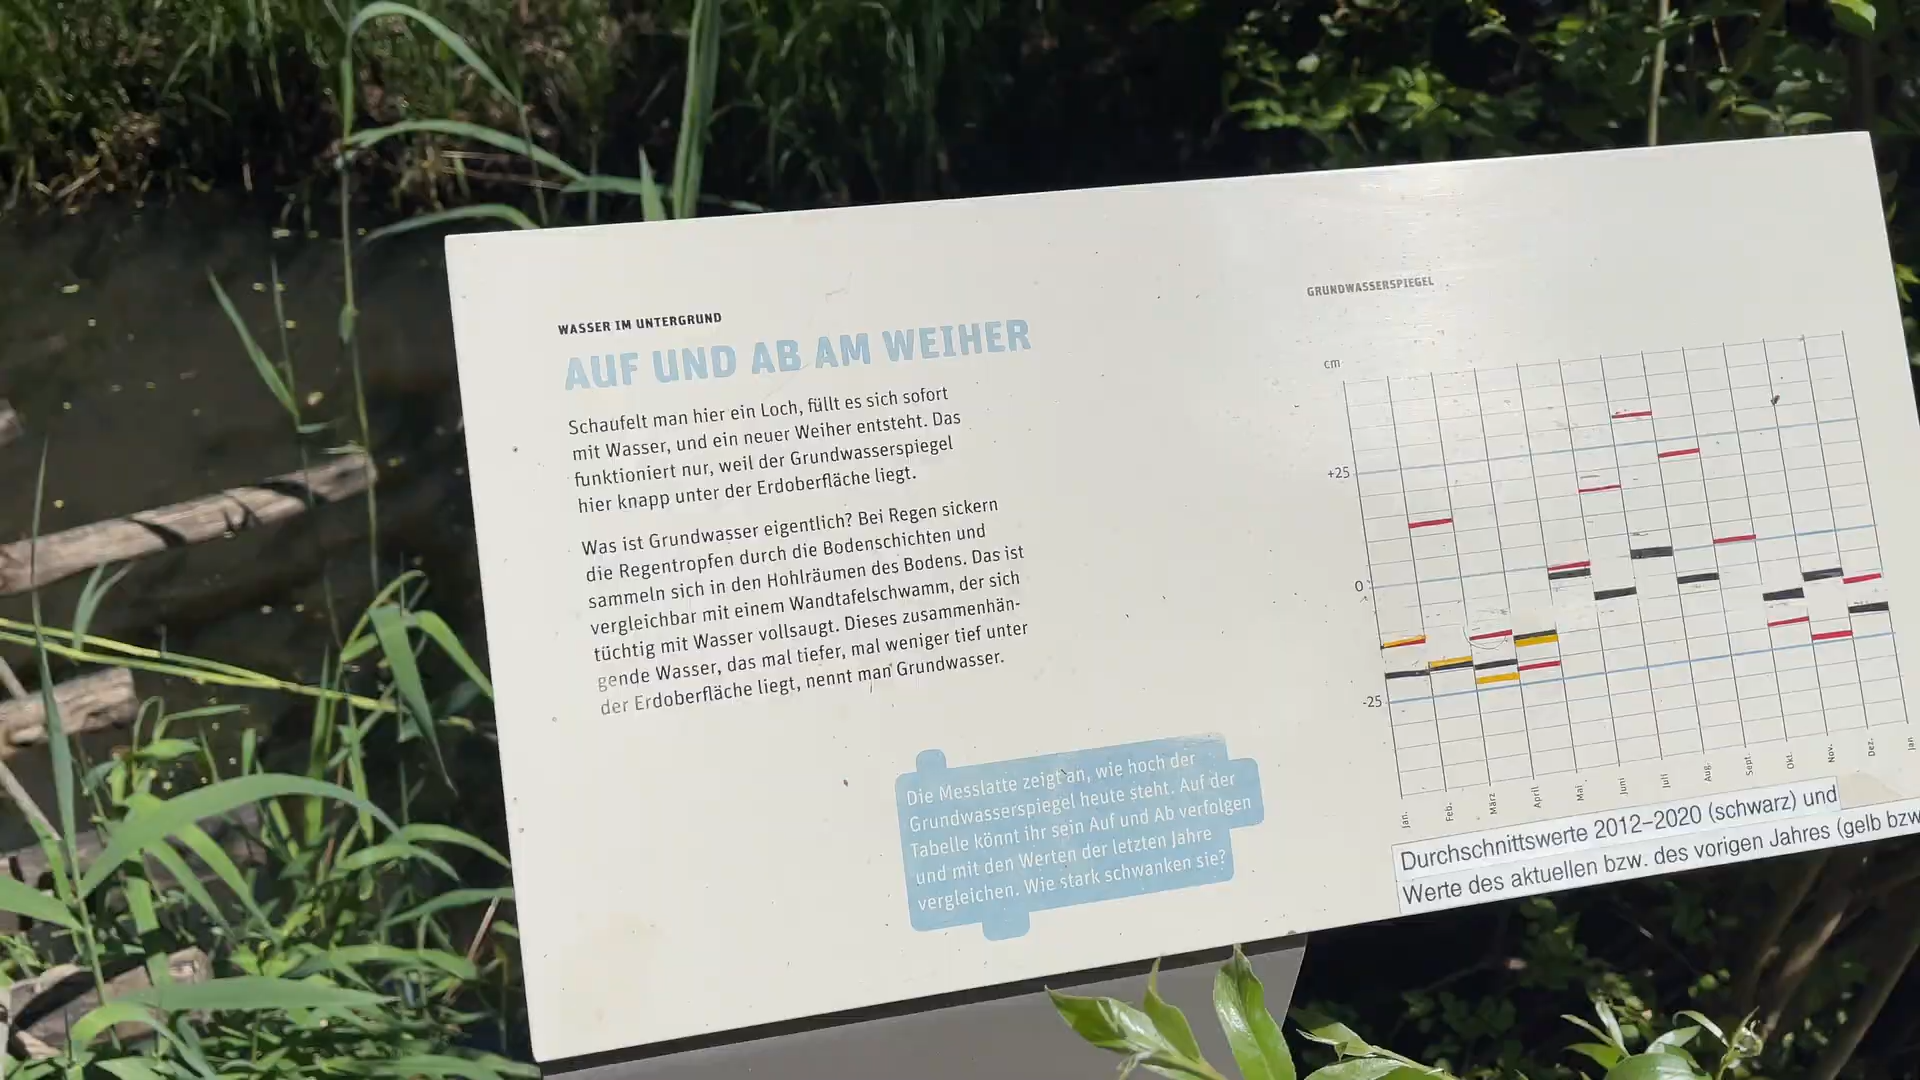 WASSER IM UNTERGRUND
AUF UND AB AM WEIHER
Schaufelt man hier ein Loch, füllt es sich sofort
mit Wasser, und ein neuer Weiher entsteht. Das
funktioniert nur, weil der Grundwasserspiegel
hier knapp unter der Erdoberfläche liegt.
Was ist Grundwasser eigentlich? Bei Regen sickern
die Regentropfen durch die Bodenschichten und
sammeln sich in den Hohlräumen des Bodens. Das ist
vergleichbar mit einem Wandtafelschwamm, der sich
tüchtig mit Wasser vollsaugt. Dieses zusammenhän-
gende Wasser, das mal tiefer, mal weniger tief unter
der Erdoberfläche liegt, nennt man Grundwasser.
Die Messlatte zeigt an, wie hoch der
Grundwasserspiegel heute steht. Auf der
Tabelle könnt ihr sein Auf und Ab verfolgen
und mit den Werten der letzten Jahre
vergleichen. Wie stark schwanken sie?
GRUNDWASSERSPIEGEL
cm
+25
0
-25
Jan. Feb. März April Mai Juni Juli Aug. Sept. Okt. Nov. Dez. Jan
Durchschnittswerte 2012–2020 (schwarz) und
Werte des aktuellen bzw. des vorigen Jahres (gelb bzw